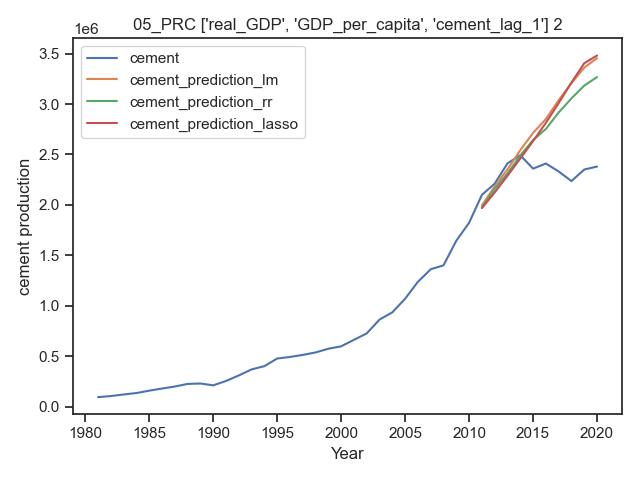 05_PRC ['real_GDP', 'GDP_per_capita', 'cement_lag_1'] 2
1e6
3.5
3.0
2.5
2.0
1.5
1.0
0.5
0.0
cement production
cement
cement_prediction_lm
cement_prediction_rr
cement_prediction_lasso
1980 1985 1990 1995 2000 2005 2010 2015 2020
Year